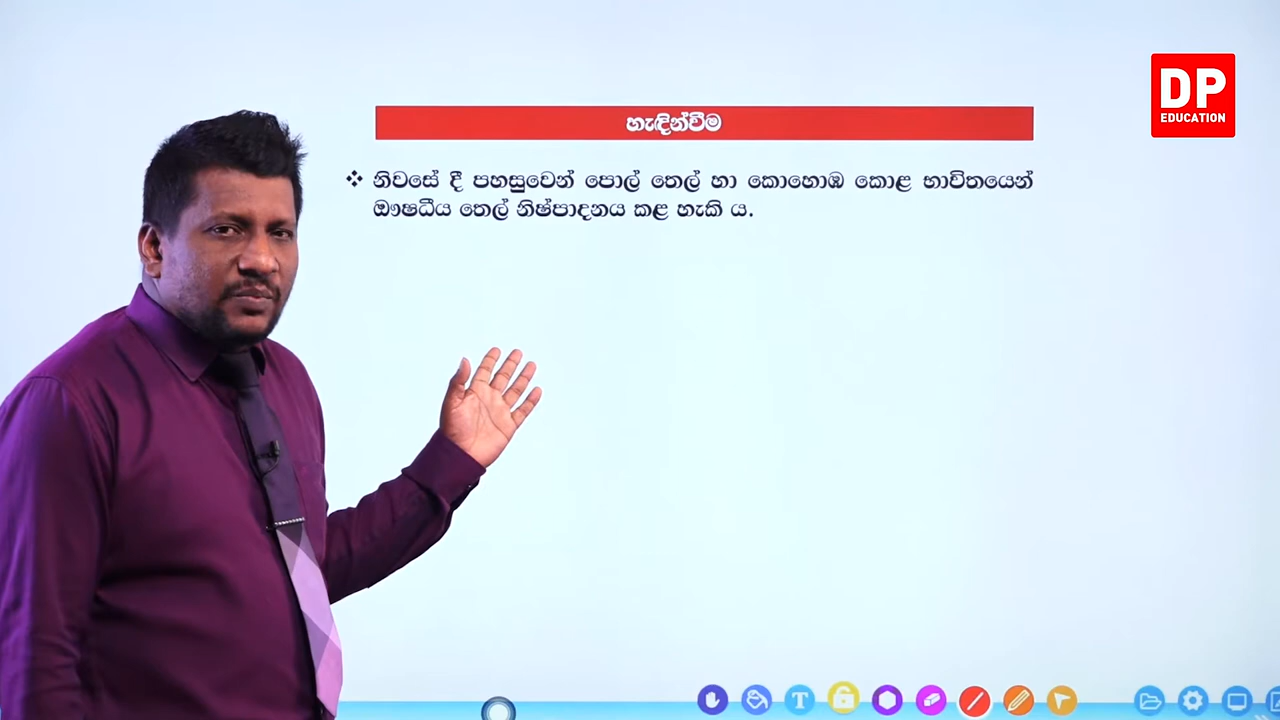 DP
EDUCATION
හැඳින්වීම
❖ නිවසේ දී පහසුවෙන් පොල් තෙල් හා කොහොඹ කොළ භාවිතයෙන්
ඖෂධීය තෙල් නිෂ්පාදනය කළ හැකි ය.
T